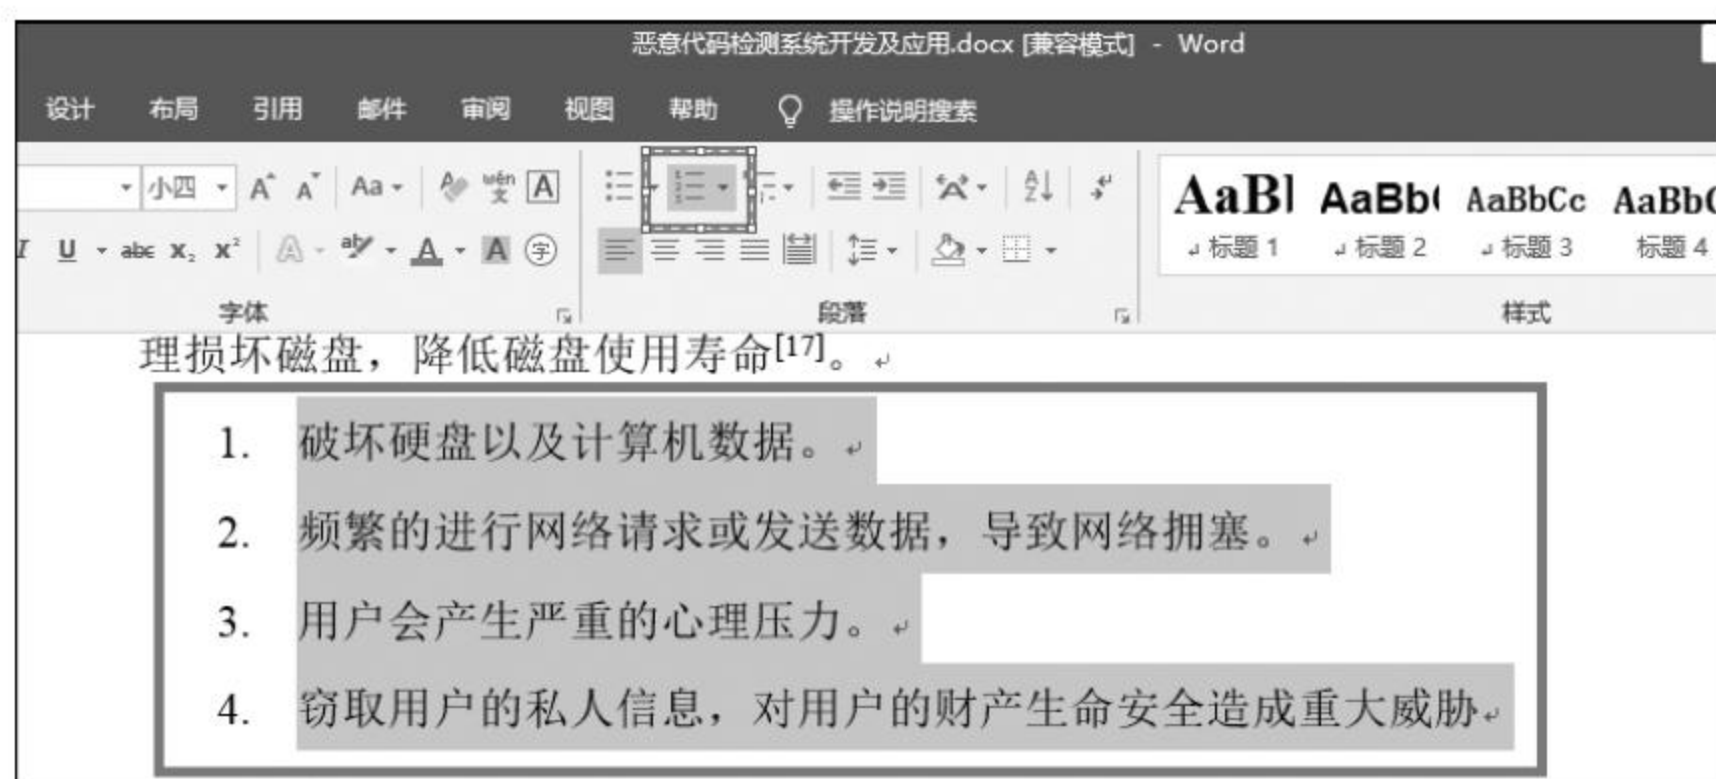 恶意代码检测系统开发及应用.docx [兼容模式] - Word
设计 布局 引用 邮件 审阅 视图 帮助 操作说明搜索
小四 A A Aa wén 文 A
I U abc x₂ x² A aby A A 字
AaBl AaBb( AaBbCc AaBbC
标题 1 标题 2 标题 3 标题 4
字体 段落 样式
理损坏磁盘，降低磁盘使用寿命[17]。
1. 破坏硬盘以及计算机数据。
2. 频繁的进行网络请求或发送数据，导致网络拥塞。
3. 用户会产生严重的心理压力。
4. 窃取用户的私人信息，对用户的财产生命安全造成重大威胁